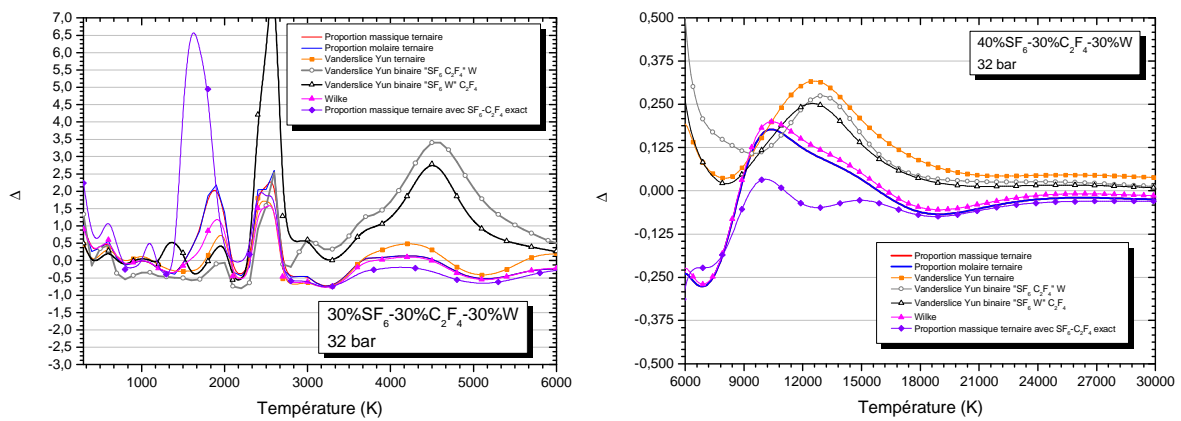 7,0
6,5
6,0
5,5
5,0
4,5
4,0
3,5
3,0
2,5
2,0
1,5
1,0
0,5
0,0
-0,5
-1,0
-1,5
-2,0
-2,5
-3,0
Δ
Proportion massique ternaire
Proportion molaire ternaire
Vanderslice Yun ternaire
Vanderslice Yun binaire "SF₆ C₂F₄" W
Vanderslice Yun binaire "SF₆ W" C₂F₄
Wilke
Proportion massique ternaire avec SF₆-C₂F₄ exact
30%SF₆-30%C₂F₄-30%W
32 bar
1000 2000 3000 4000 5000 6000
Température (K)
0,500
0,375
0,250
0,125
0,000
-0,125
-0,250
-0,375
-0,500
Δ
40%SF₆-30%C₂F₄-30%W
32 bar
Proportion massique ternaire
Proportion molaire ternaire
Vanderslice Yun ternaire
Vanderslice Yun binaire "SF₆ C₂F₄" W
Vanderslice Yun binaire "SF₆ W" C₂F₄
Wilke
Proportion massique ternaire avec SF₆-C₂F₄ exact
6000 9000 12000 15000 18000 21000 24000 27000 30000
Température (K)